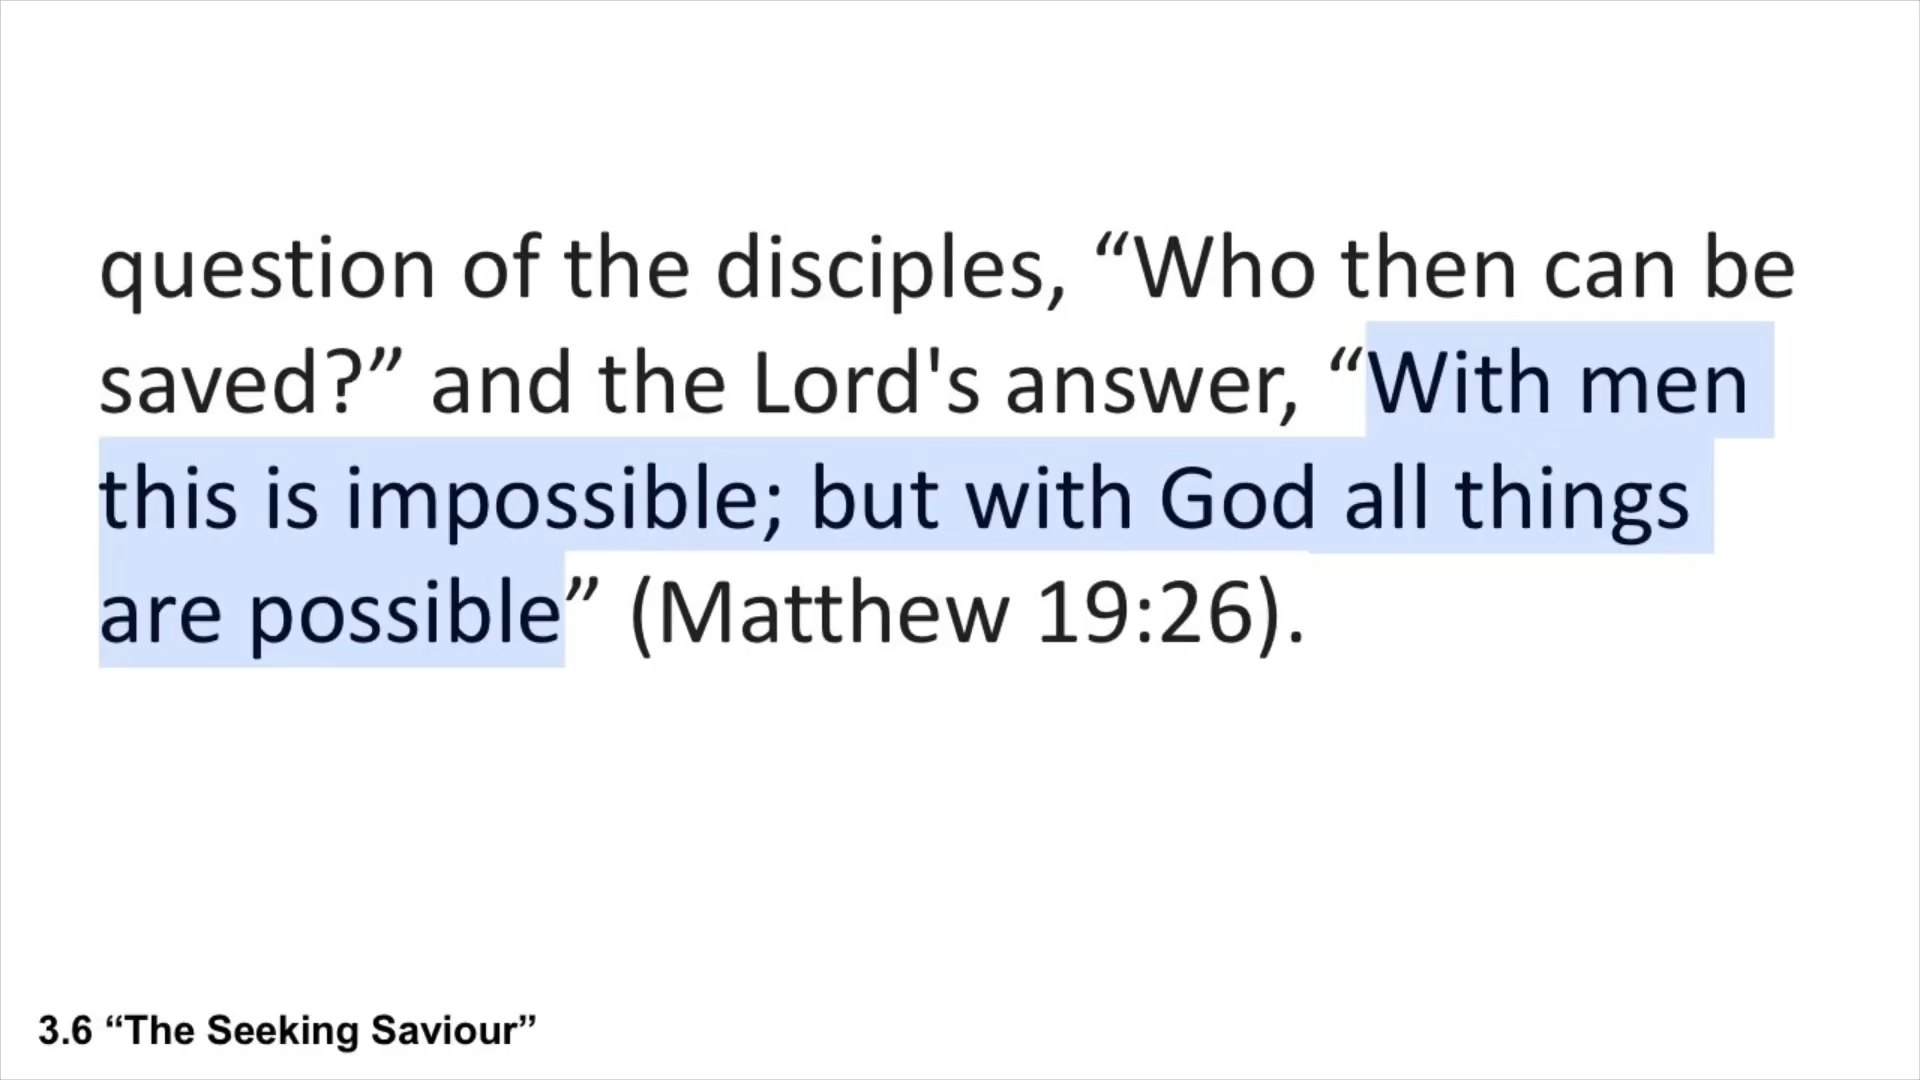 question of the disciples, “Who then can be
saved?” and the Lord's answer, “With men
this is impossible; but with God all things
are possible” (Matthew 19:26).
3.6 “The Seeking Saviour”